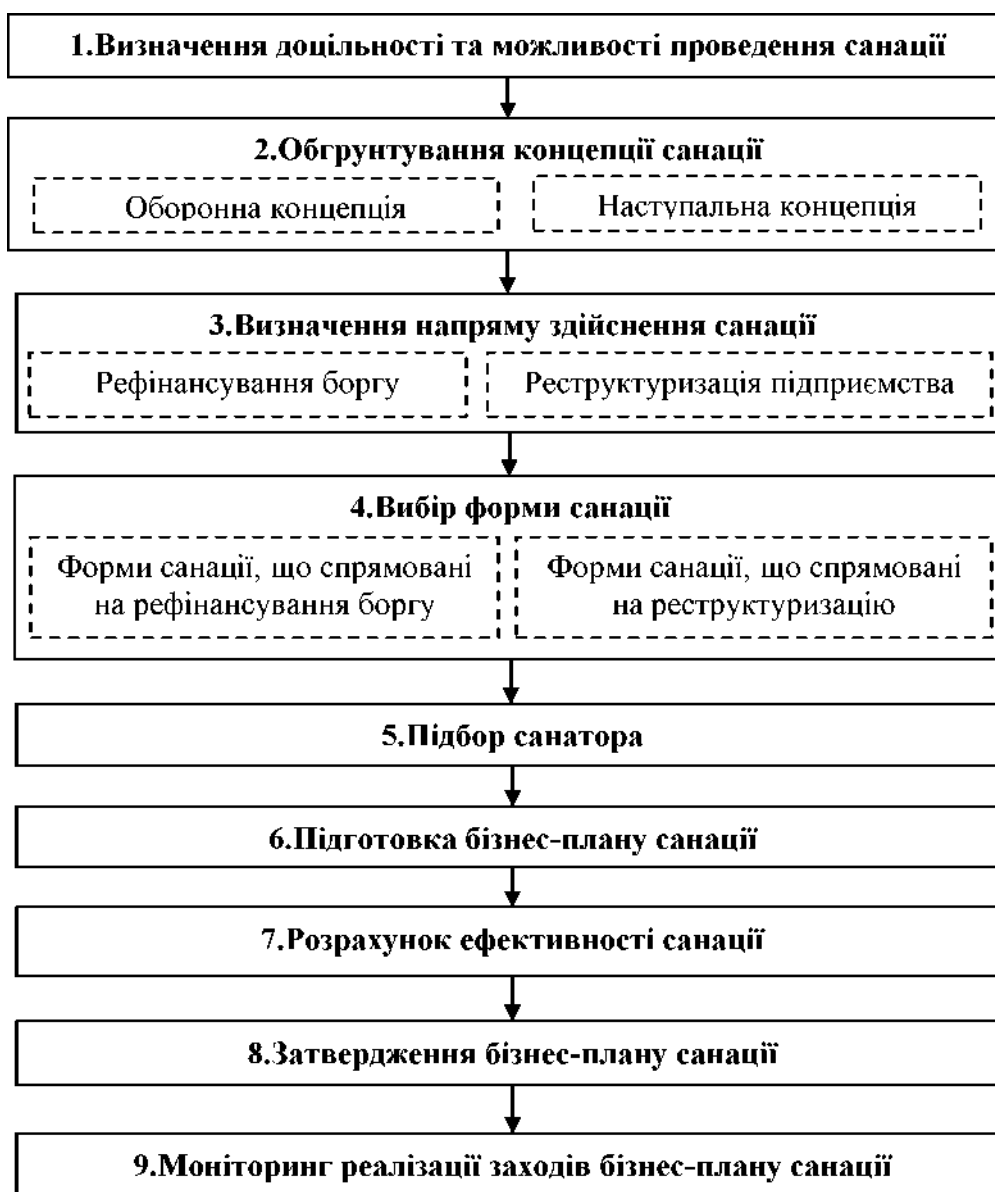 1.Визначення доцільності та можливості проведення санації
2.Обгрунтування концепції санації
Оборонна концепція
Наступальна концепція
3.Визначення напряму здійснення санації
Рефінансування боргу
Реструктуризація підприємства
4.Вибір форми санації
Форми санації, що спрямовані
на рефінансування боргу
Форми санації, що спрямовані
на реструктуризацію
5.Підбор санатора
6.Підготовка бізнес-плану санації
7.Розрахунок ефективності санації
8.Затвердження бізнес-плану санації
9.Моніторинг реалізації заходів бізнес-плану санації